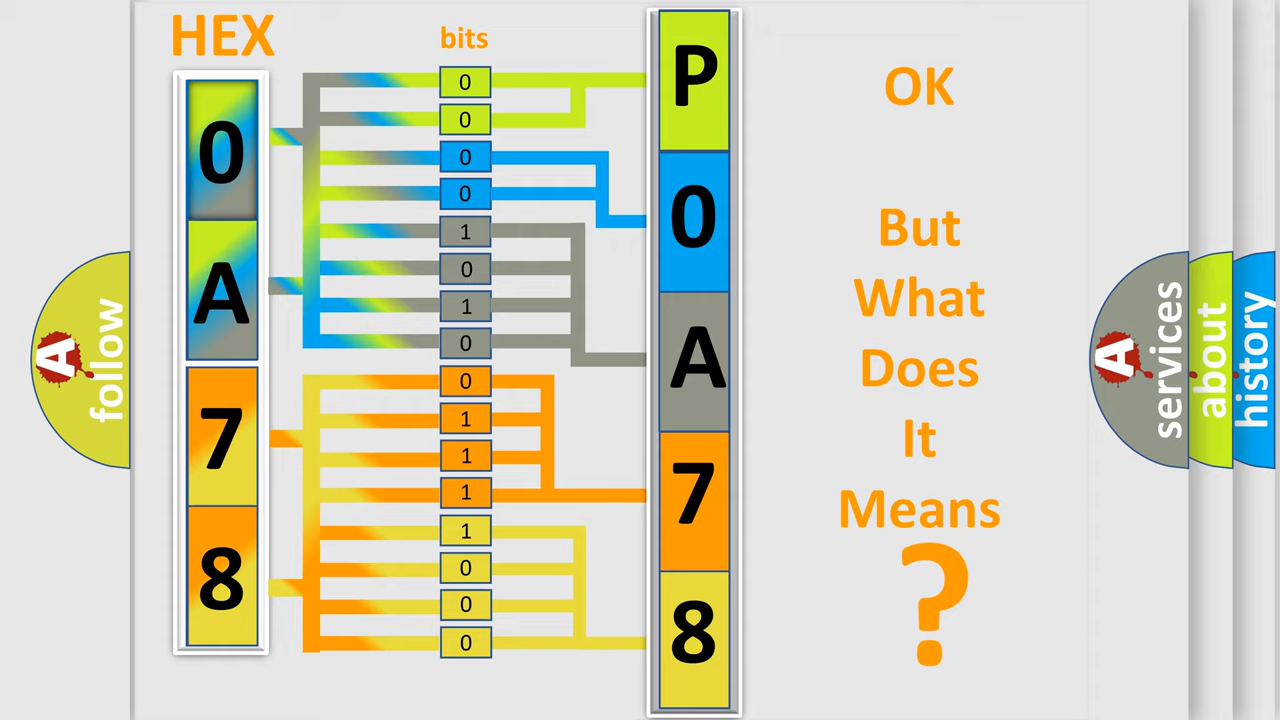 HEX
bits
0
A
7
8
0
0
0
0
1
0
1
0
0
1
1
1
1
0
0
0
P
0
A
7
8
OK
But
What
Does
It
Means
?
A
follow
A
services
about
history